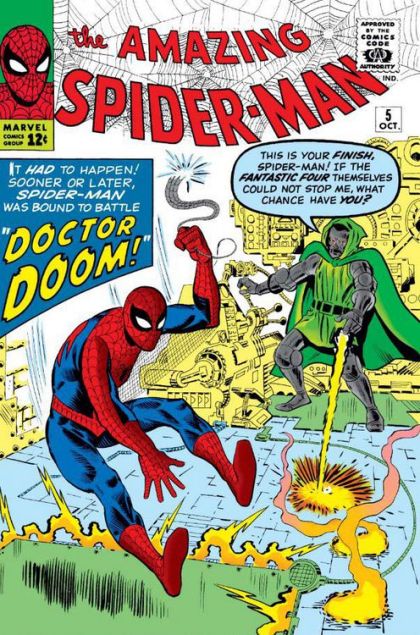 the AMAZING
SPIDER-MAN
APPROVED
BY THE
COMICS
CODE
CA
AUTHORITY
IND.
5
OCT.
MARVEL
COMICS
GROUP
12¢
IT HAD TO HAPPEN!
SOONER OR LATER,
SPIDER-MAN
WAS BOUND TO BATTLE
"DOCTOR
DOOM!"
THIS IS YOUR FINISH,
SPIDER-MAN! IF THE
FANTASTIC FOUR THEMSELVES
COULD NOT STOP ME, WHAT
CHANCE HAVE YOU?